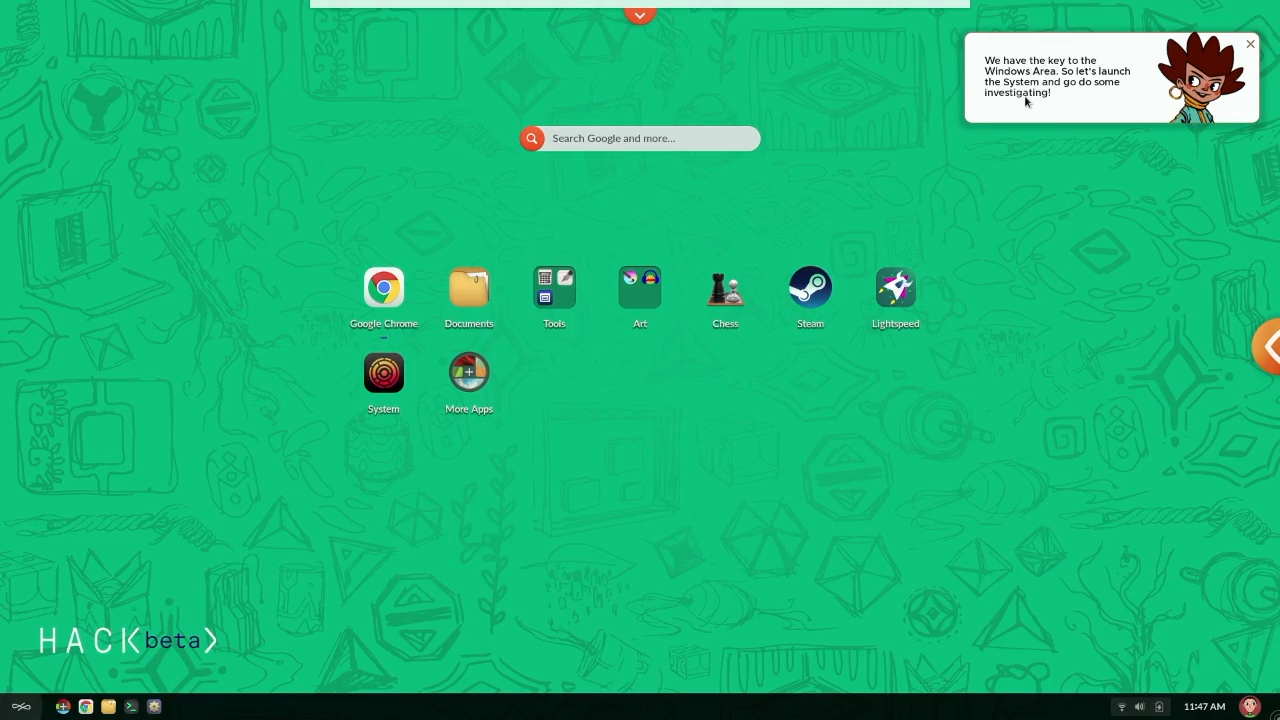 We have the key to the
Windows Area. So let's launch
the System and go do some
investigating!
Search Google and more...
Google Chrome
Documents
Tools
Art
Chess
Steam
Lightspeed
System
More Apps
HACK beta
11:47 AM